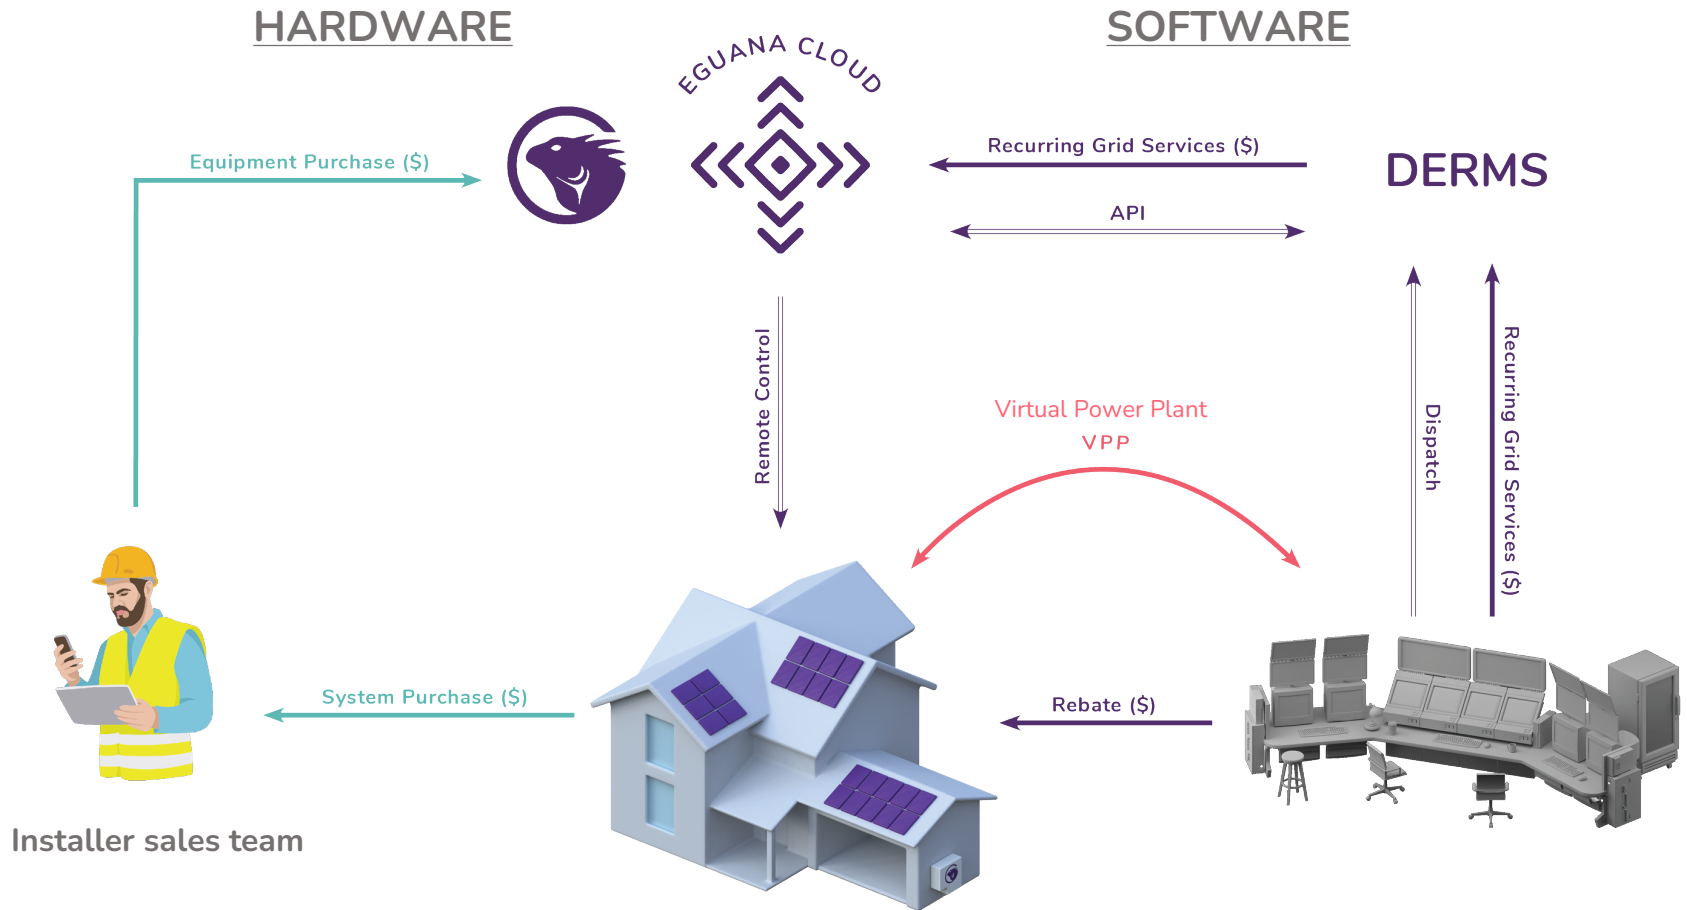 HARDWARE
SOFTWARE
EGUANA CLOUD
Equipment Purchase ($)
Recurring Grid Services ($)
DERMS
API
Remote Control
Virtual Power Plant
VPP
Dispatch
Recurring Grid Services ($)
System Purchase ($)
Rebate ($)
Installer sales team